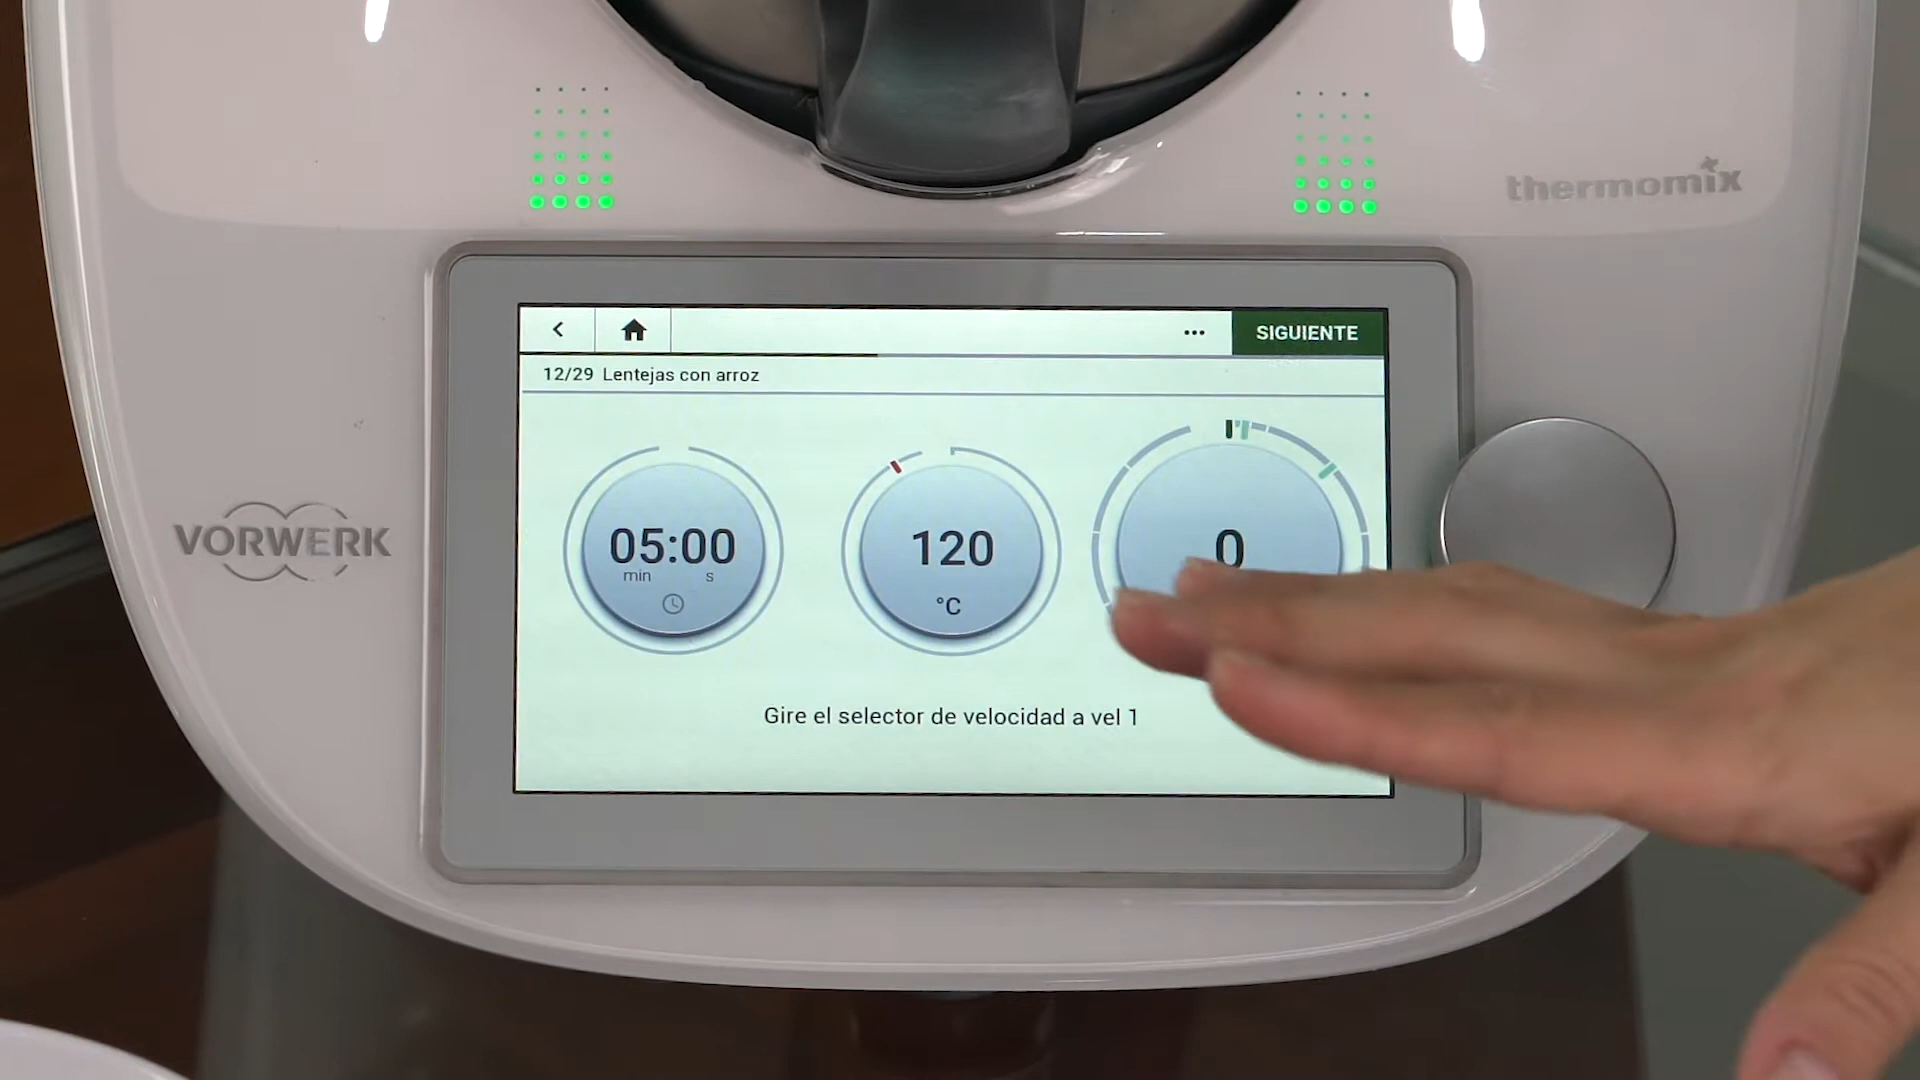 thermomix
SIGUIENTE
12/29 Lentejas con arroz
VORWERK
05:00
min s
120
°C
0
Gire el selector de velocidad a vel 1